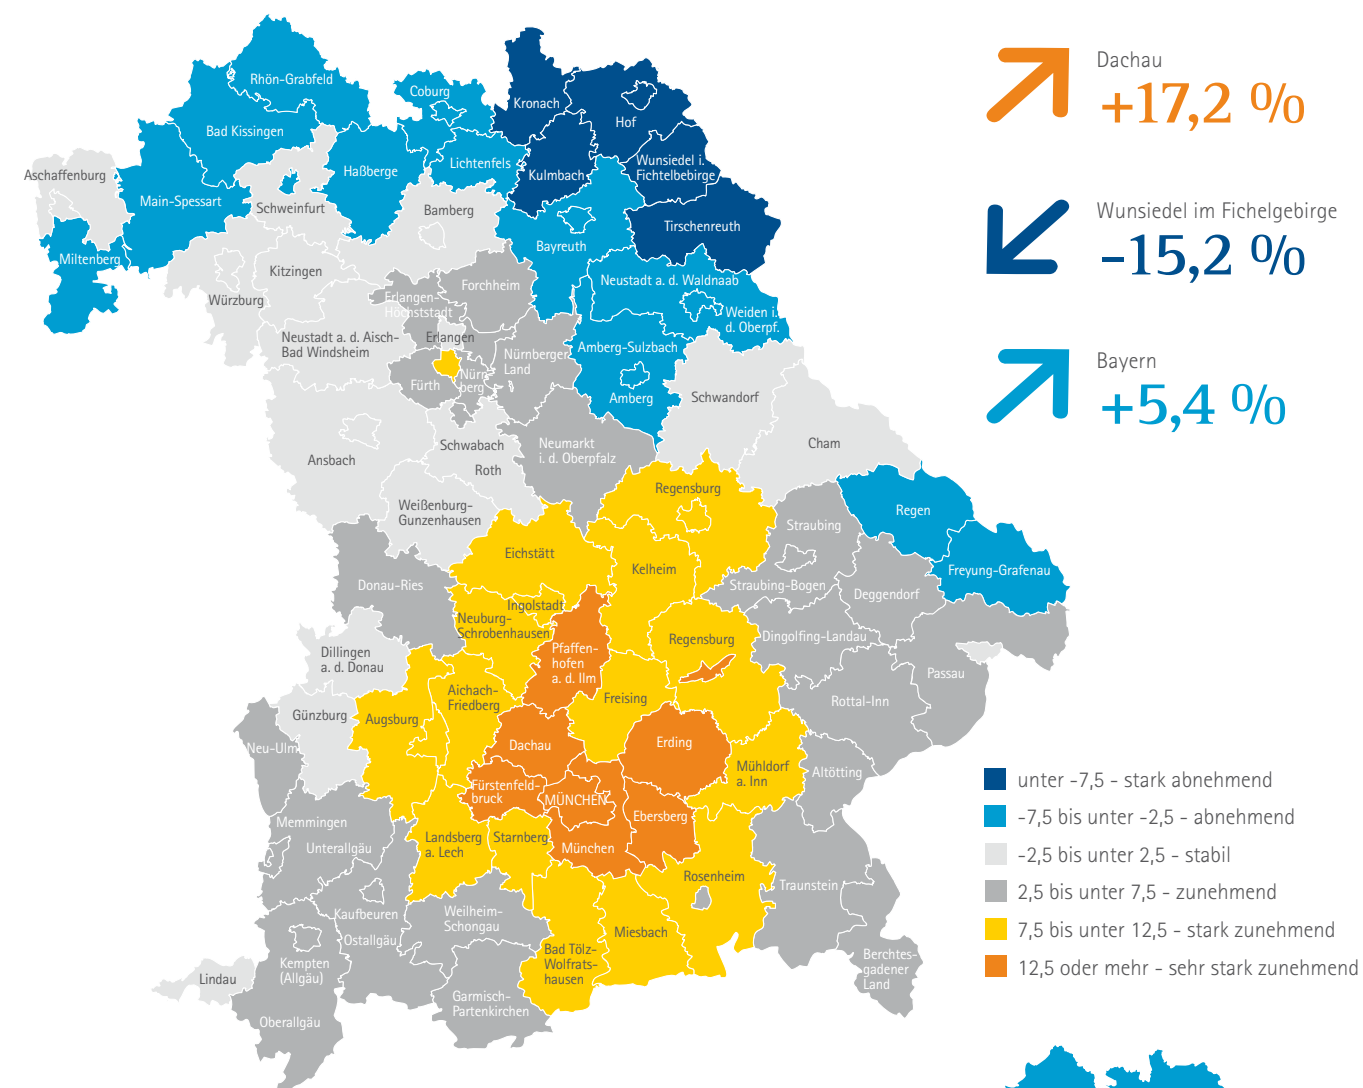 Rhön-Grabfeld
Bad Kissingen
Aschaffenburg
Main-Spessart
Schweinfurt
Haßberge
Coburg
Lichtenfels
Kronach
Hof
Kulmbach
Wunsiedel i.
Fichtelbebirge
Tirschenreuth
Miltenberg
Würzburg
Kitzingen
Bamberg
Bayreuth
Neustadt a. d. Waldnaab
Weiden i.
d. Oberpf.
Forchheim
Erlangen-
Höchststadt
Erlangen
Neustadt a. d. Aisch-
Bad Windsheim
Fürth
Nürn
berg
Nürnberger
Land
Amberg-Sulzbach
Amberg
Schwandorf
Cham
Ansbach
Schwabach
Roth
Neumarkt
i. d. Oberpfalz
Weißenburg-
Gunzenhausen
Regensburg
Straubing
Regen
Freyung-Grafenau
Eichstätt
Kelheim
Straubing-Bogen
Deggendorf
Donau-Ries
Ingolstadt
Neuburg-
Schrobenhausen
Pfaffen-
hofen
a. d. Ilm
Regensburg
Dingolfing-Landau
Passau
Rottal-Inn
Dillingen
a. d. Donau
Günzburg
Augsburg
Aichach-
Friedberg
Freising
Neu-Ulm
Dachau
Erding
Mühldorf
a. Inn
Altötting
Fürstenfeld-
bruck
MÜNCHEN
Ebersberg
München
Memmingen
Unterallgäu
Landsberg
a. Lech
Starnberg
Rosenheim
Traunstein
Kaufbeuren
Ostallgäu
Weilheim-
Schongau
Miesbach
Bad Tölz-
Wolfrats-
hausen
Berchtes-
gadener
Land
Lindau
Kempten
(Allgäu)
Oberallgäu
Garmisch-
Partenkirchen
Dachau
+17,2 %
Wunsiedel im Fichelgebirge
-15,2 %
Bayern
+5,4 %
unter -7,5 - stark abnehmend
-7,5 bis unter -2,5 - abnehmend
-2,5 bis unter 2,5 - stabil
2,5 bis unter 7,5 - zunehmend
7,5 bis unter 12,5 - stark zunehmend
12,5 oder mehr - sehr stark zunehmend